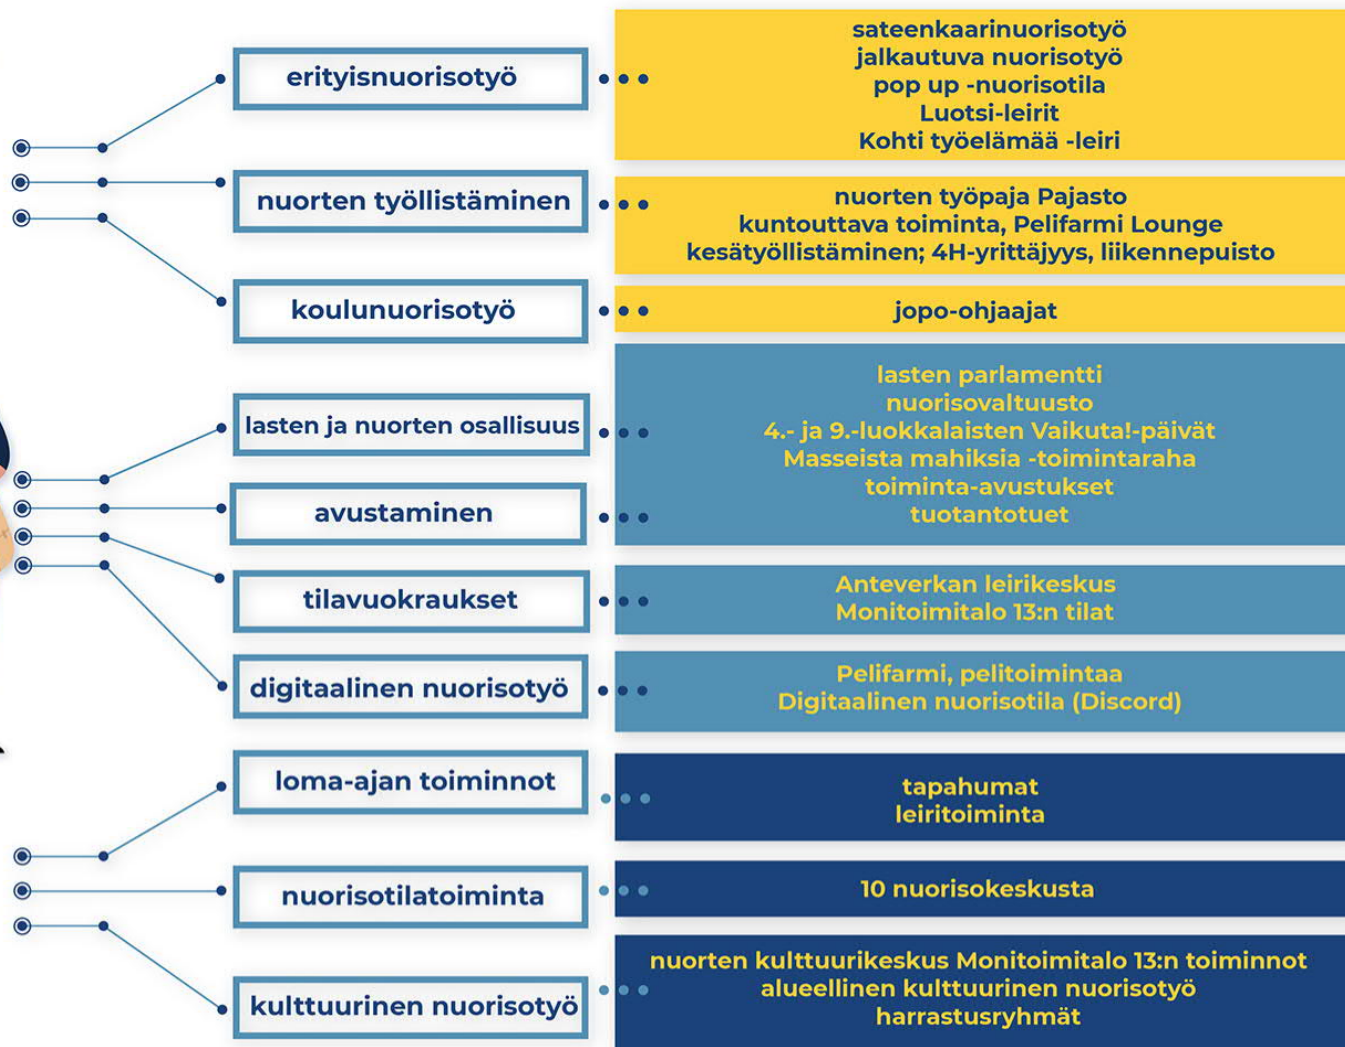 erityisnuorisotyö
sateenkaarinuorisotyö
jalkautuva nuorisotyö
pop up -nuorisotila
Luotsi-leirit
Kohti työelämää -leiri
nuorten työllistäminen
nuorten työpaja Pajasto
kuntouttava toiminta, Pelifarmi Lounge
kesätyöllistäminen; 4H-yrittäjyys, liikennepuisto
koulunuorisotyö
jopo-ohjaajat
lasten ja nuorten osallisuus
avustaminen
lasten parlamentti
nuorisovaltuusto
4.- ja 9.-luokkalaisten Vaikuta!-päivät
Masseista mahiksia -toimintaraha
toiminta-avustukset
tuotantotuet
tilavuokraukset
Anteverkan leirikeskus
Monitoimitalo 13:n tilat
digitaalinen nuorisotyö
Pelifarmi, pelitoimintaa
Digitaalinen nuorisotila (Discord)
loma-ajan toiminnot
tapahumat
leiritoiminta
nuorisotilatoiminta
10 nuorisokeskusta
kulttuurinen nuorisotyö
nuorten kulttuurikeskus Monitoimitalo 13:n toiminnot
alueellinen kulttuurinen nuorisotyö
harrastusryhmät